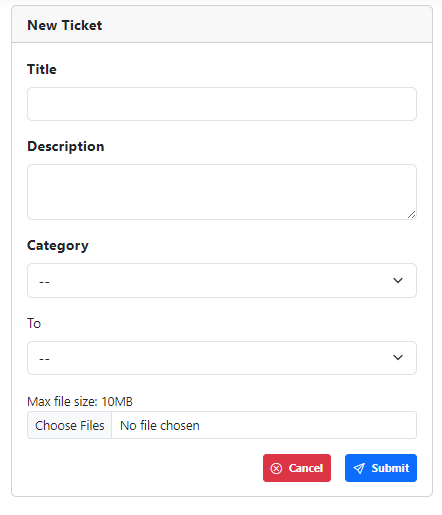 New Ticket
Title
Description
Category
--
To
--
Max file size: 10MB
Choose Files No file chosen
Cancel Submit